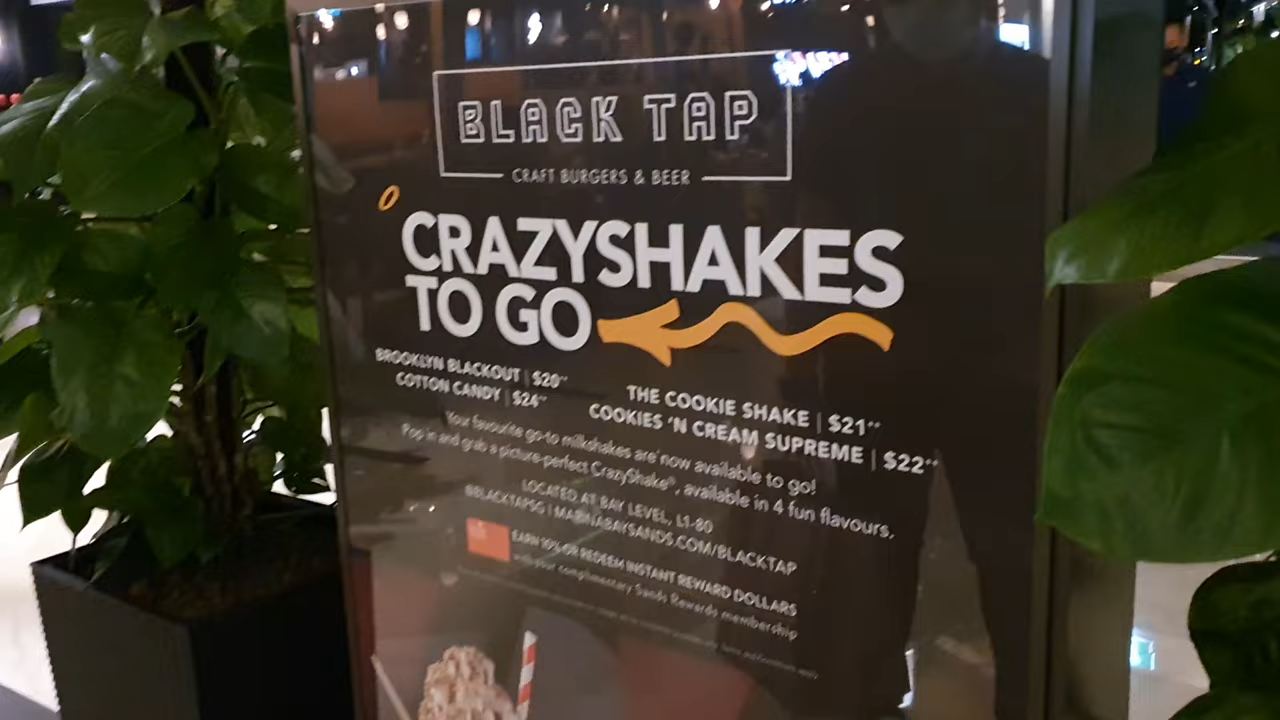 BLACK TAP
CRAFT BURGERS & BEER
CRAZYSHAKES
TO GO
BROOKLYN BLACKOUT | $20++
COTTON CANDY | $24++
THE COOKIE SHAKE | $21++
COOKIES 'N CREAM SUPREME | $22++
Your favourite go-to milkshakes are now available to go!
Pop in and grab a picture-perfect CrazyShake®, available in 4 fun flavours.
LOCATED AT BAY LEVEL, L1-80
@BLACKTAPSG | MARINABAYSANDS.COM/BLACKTAP
EARN 10% OR REDEEM INSTANT REWARD DOLLARS
with your complimentary Sands Rewards membership